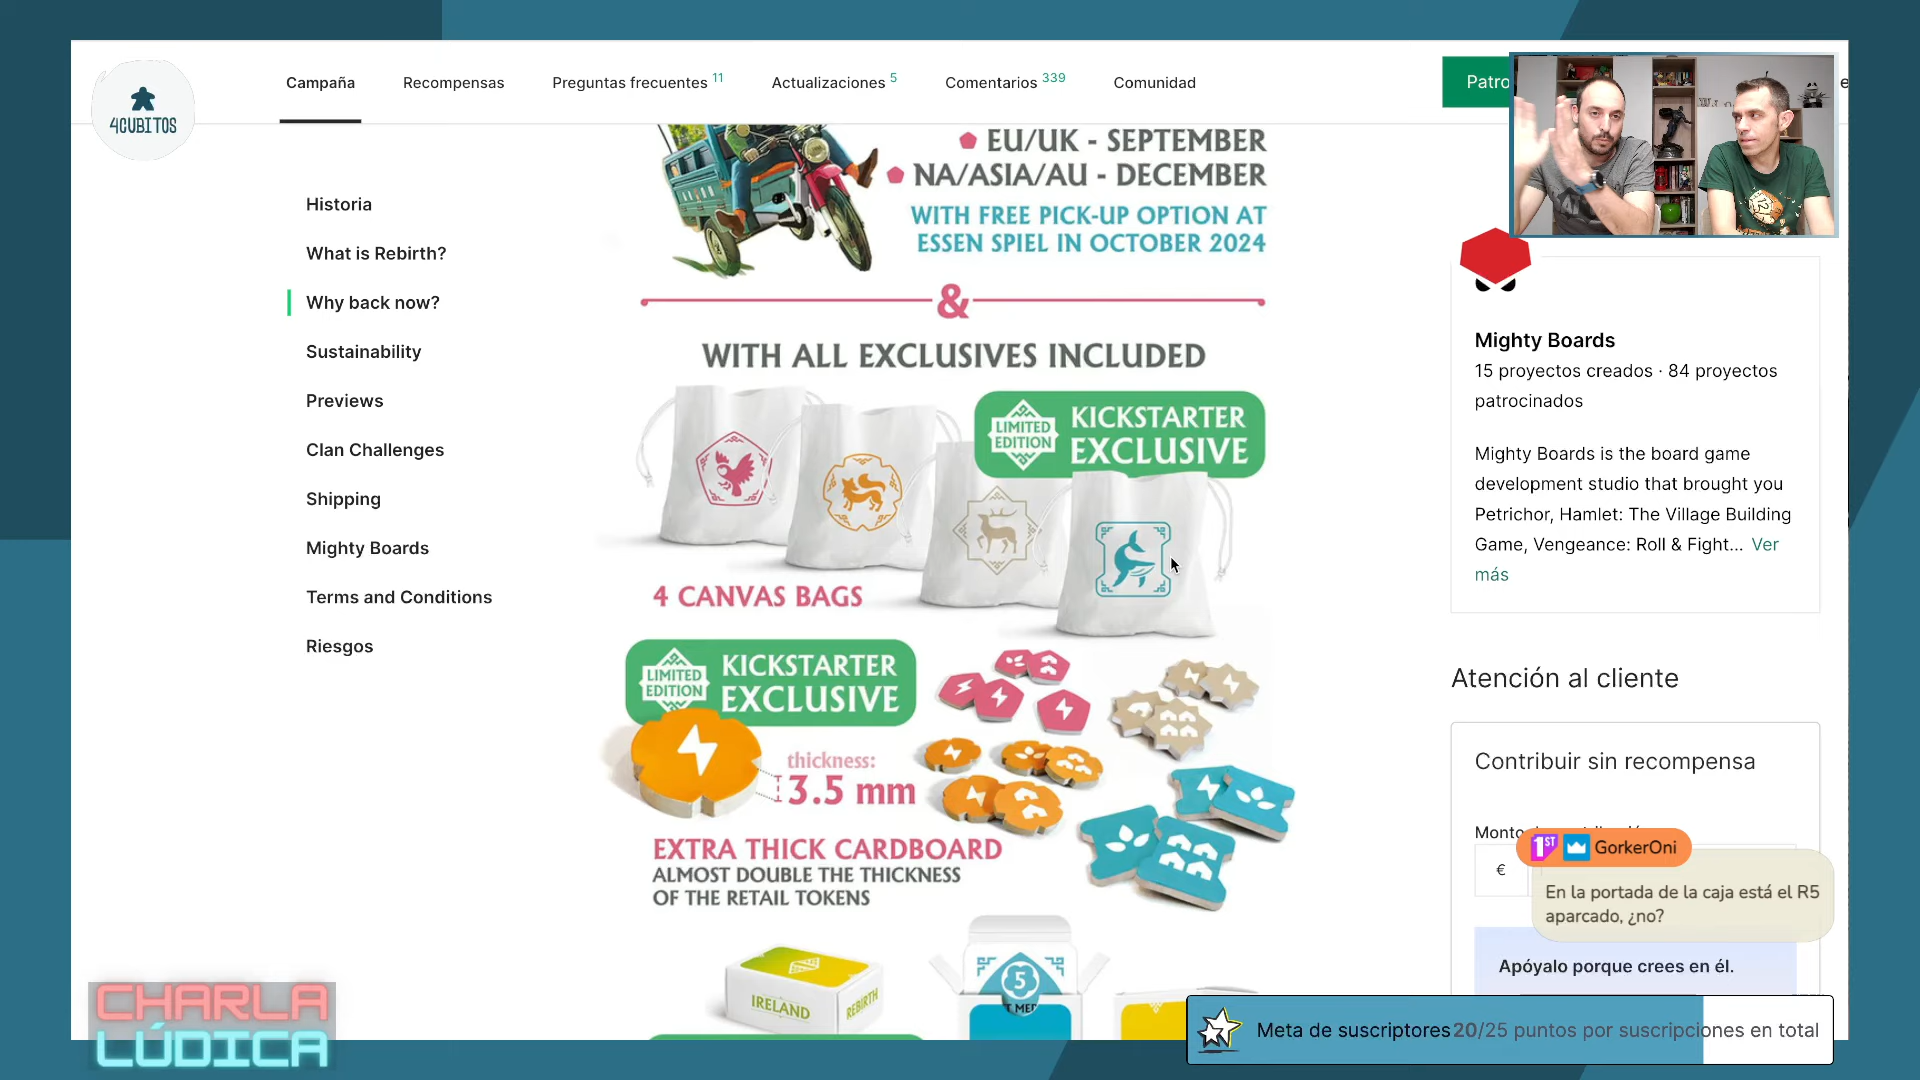 4CUBITOS
Campaña
Recompensas
Preguntas frecuentes 11
Actualizaciones 5
Comentarios 339
Comunidad
Patro
e
Historia
What is Rebirth?
Why back now?
Sustainability
Previews
Clan Challenges
Shipping
Mighty Boards
Terms and Conditions
Riesgos
EU/UK - SEPTEMBER
NA/ASIA/AU - DECEMBER
WITH FREE PICK-UP OPTION AT
ESSEN SPIEL IN OCTOBER 2024
&
WITH ALL EXCLUSIVES INCLUDED
LIMITED
EDITION
KICKSTARTER
EXCLUSIVE
4 CANVAS BAGS
LIMITED
EDITION
KICKSTARTER
EXCLUSIVE
thickness:
3.5 mm
EXTRA THICK CARDBOARD
ALMOST DOUBLE THE THICKNESS
OF THE RETAIL TOKENS
IRELAND
REBIRTH
5
Mighty Boards
15 proyectos creados · 84 proyectos
patrocinados
Mighty Boards is the board game
development studio that brought you
Petrichor, Hamlet: The Village Building
Game, Vengeance: Roll & Fight... Ver
más
Atención al cliente
Contribuir sin recompensa
€
1ST GorkerOni
En la portada de la caja está el R5
aparcado, ¿no?
Apóyalo porque crees en él.
Meta de suscriptores 20/25 puntos por suscripciones en total
CHARLA
LÚDICA